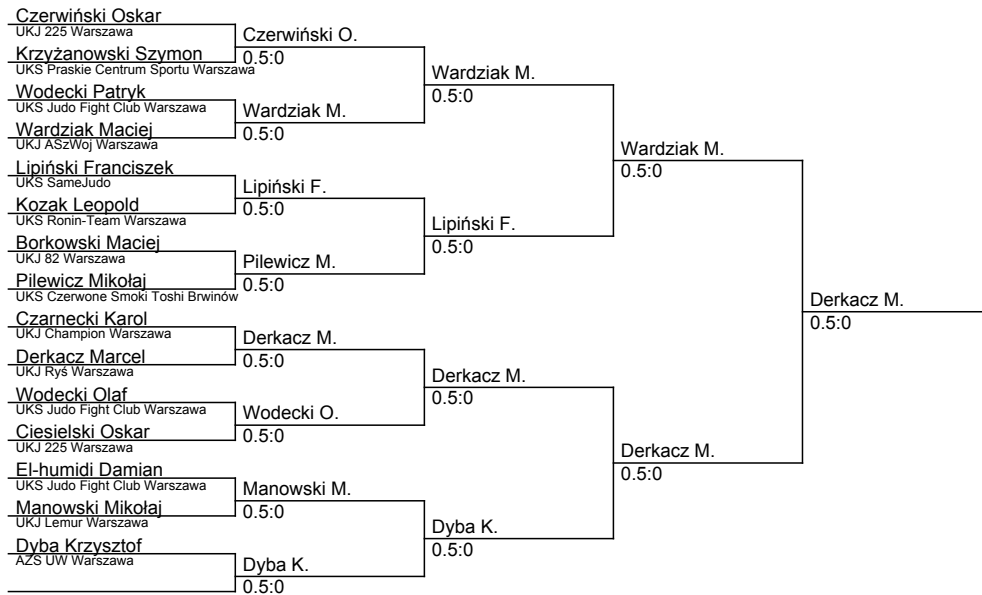 Czerwiński Oskar
UKJ 225 Warszawa
Krzyżanowski Szymon
UKS Praskie Centrum Sportu Warszawa
Wodecki Patryk
UKS Judo Fight Club Warszawa
Wardziak Maciej
UKJ ASzWoj Warszawa
Lipiński Franciszek
UKS SameJudo
Kozak Leopold
UKS Ronin-Team Warszawa
Borkowski Maciej
UKJ 82 Warszawa
Pilewicz Mikołaj
UKS Czerwone Smoki Toshi Brwinów
Czarnecki Karol
UKJ Champion Warszawa
Derkacz Marcel
UKJ Ryś Warszawa
Wodecki Olaf
UKS Judo Fight Club Warszawa
Ciesielski Oskar
UKJ 225 Warszawa
El-humidi Damian
UKS Judo Fight Club Warszawa
Manowski Mikołaj
UKJ Lemur Warszawa
Dyba Krzysztof
AZS UW Warszawa
Czerwiński O.
0.5:0
Wardziak M.
0.5:0
Lipiński F.
0.5:0
Pilewicz M.
0.5:0
Derkacz M.
0.5:0
Wodecki O.
0.5:0
Manowski M.
0.5:0
Dyba K.
0.5:0
Wardziak M.
0.5:0
Lipiński F.
0.5:0
Derkacz M.
0.5:0
Dyba K.
0.5:0
Wardziak M.
0.5:0
Derkacz M.
0.5:0
Derkacz M.
0.5:0